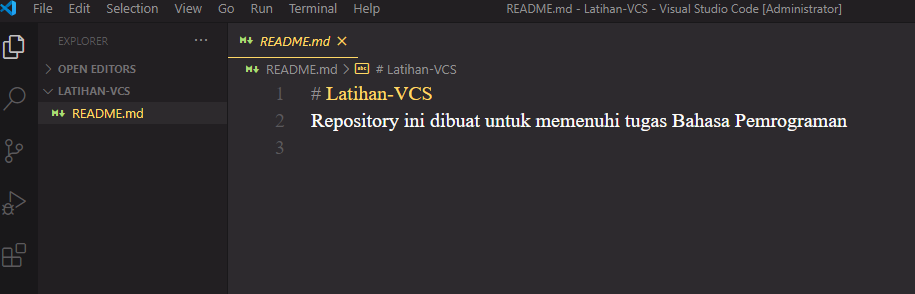 File Edit Selection View Go Run Terminal Help README.md - Latihan-VCS - Visual Studio Code [Administrator]
EXPLORER ...
OPEN EDITORS
LATIHAN-VCS
README.md
README.md
README.md > # Latihan-VCS
1 # Latihan-VCS
2 Repository ini dibuat untuk memenuhi tugas Bahasa Pemrograman
3